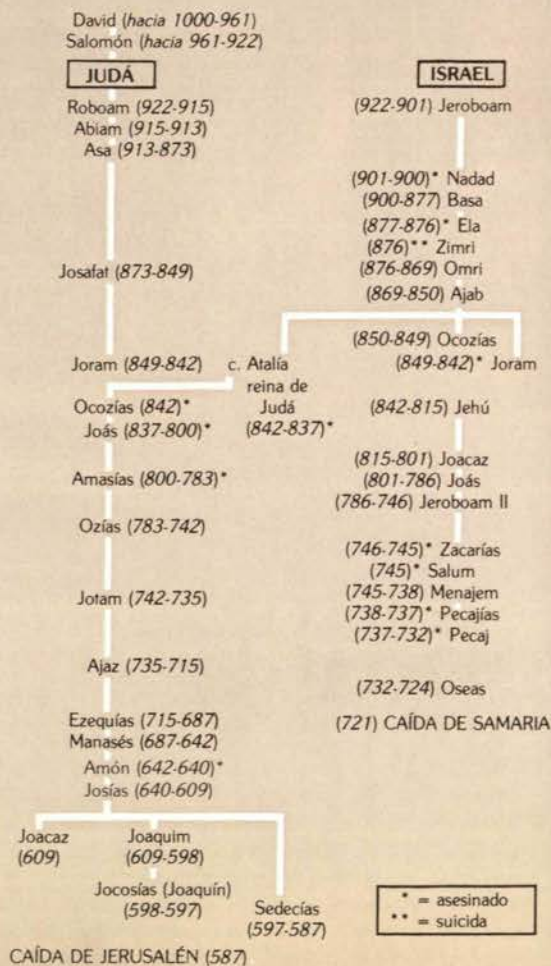 David (hacia 1000-961)
Salomón (hacia 961-922)
JUDÁ
Roboam (922-915)
Abiam (915-913)
Asa (913-873)
Josafat (873-849)
Joram (849-842)
Ocozías (842)*
Joás (837-800)*
Amasías (800-783)*
Ozías (783-742)
Jotam (742-735)
Ajaz (735-715)
Ezequías (715-687)
Manasés (687-642)
Amón (642-640)*
Josías (640-609)
Joacaz
(609)
Joaquim
(609-598)
Jocosías (Joaquín)
(598-597)
Sedecías
(597-587)
CAÍDA DE JERUSALÉN (587)
c. Atalía
reina de
Judá
(842-837)*
ISRAEL
(922-901) Jeroboam
(901-900)* Nadad
(900-877) Basa
(877-876)* Ela
(876)** Zimri
(876-869) Omri
(869-850) Ajab
(850-849) Ocozías
(849-842)* Joram
(842-815) Jehú
(815-801) Joacaz
(801-786) Joás
(786-746) Jeroboam II
(746-745)* Zacarías
(745)* Salum
(745-738) Menajem
(738-737)* Pecajías
(737-732)* Pecaj
(732-724) Oseas
(721) CAÍDA DE SAMARIA
* = asesinado
** = suicida